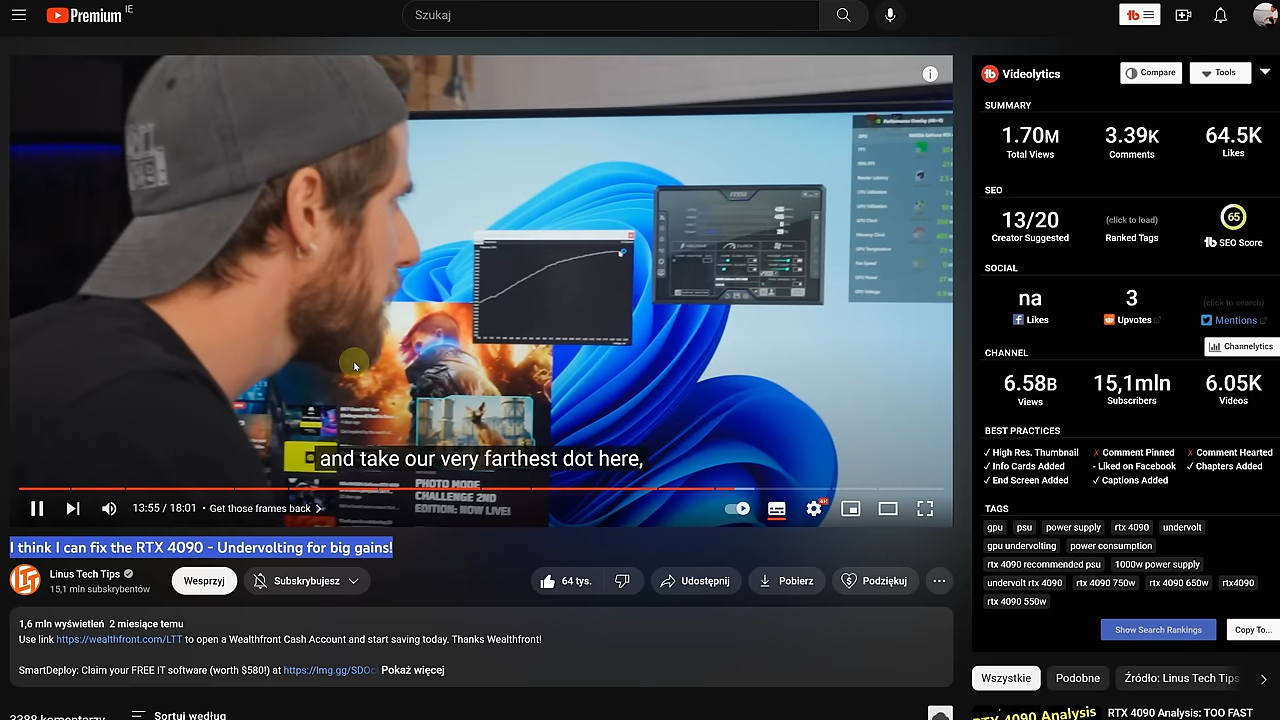 Premium IE
Szukaj
and take our very farthest dot here,
PHOTO MODE
CHALLENGE 2ND
EDITION: NOW LIVE!
13:55 / 18:01 • Get those frames back
4K
I think I can fix the RTX 4090 - Undervolting for big gains!
Linus Tech Tips
15,1 mln subskrybentów
Wesprzyj
Subskrybujesz
64 tys.
Udostępnij
Pobierz
Podziękuj
1,6 mln wyświetleń 2 miesiące temu
Use link https://wealthfront.com/LTT to open a Wealthfront Cash Account and start saving today. Thanks Wealthfront!
SmartDeploy: Claim your FREE IT software (worth $580!) at https://lmg.gg/SDOc Pokaż więcej
3388 komentarzy
Sortuj według
Videolytics
Compare
Tools
SUMMARY
1.70M 3.39K 64.5K
Total Views Comments Likes
SEO
13/20 (click to load) 65
Creator Suggested Ranked Tags SEO Score
SOCIAL
na 3 (click to search)
Likes Upvotes Mentions
Channelytics
CHANNEL
6.58B 15,1mln 6.05K
Views Subscribers Videos
BEST PRACTICES
✓ High Res. Thumbnail ✗ Comment Pinned ✗ Comment Hearted
✓ Info Cards Added - Liked on Facebook ✓ Chapters Added
✓ End Screen Added ✓ Captions Added
TAGS
gpu psu power supply rtx 4090 undervolt
gpu undervolting power consumption
rtx 4090 recommended psu 1000w power supply
undervolt rtx 4090 rtx 4090 750w rtx 4090 650w rtx4090
rtx 4090 550w
Show Search Rankings
Copy To...
Wszystkie
Podobne
Źródło: Linus Tech Tips
RTX 4090 Analysis
RTX 4090 Analysis: TOO FAST